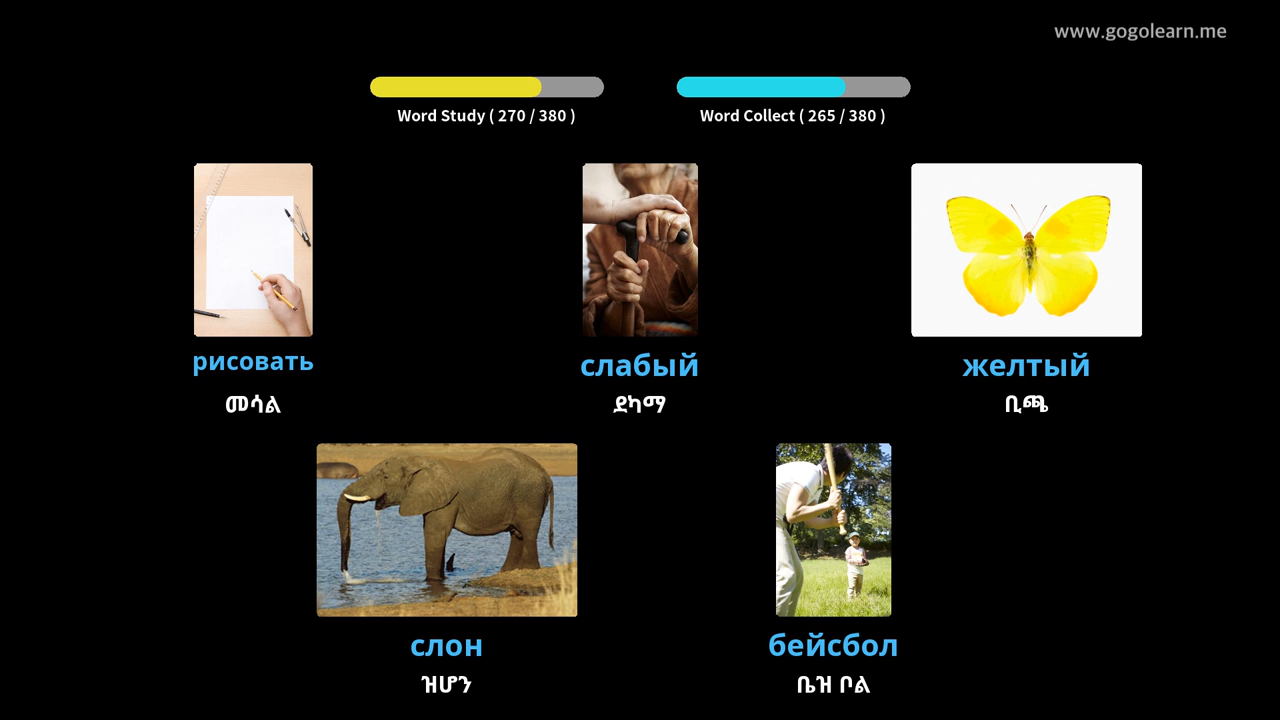 www.gogolearn.me
Word Study ( 270 / 380 )
Word Collect ( 265 / 380 )
рисовать
መሳል
слабый
ደካማ
желтый
ቢጫ
слон
ዝሆን
бейсбол
ቤዝ ቦል